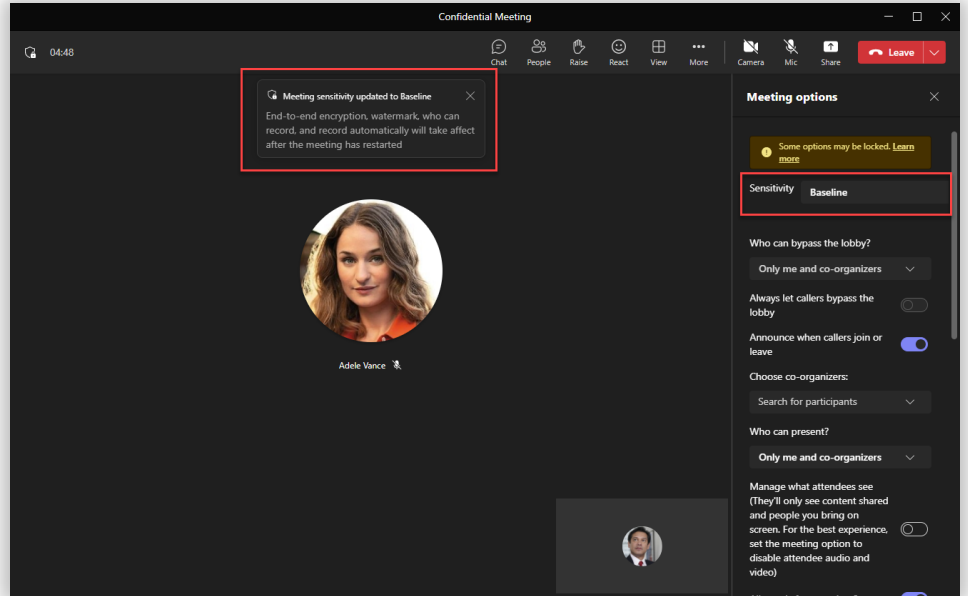 Confidential Meeting
04:48
Chat
People
Raise
React
View
More
Camera
Mic
Share
Leave
Meeting sensitivity updated to Baseline
End-to-end encryption, watermark, who can
record, and record automatically will take affect
after the meeting has restarted
Adele Vance
Meeting options
Some options may be locked. Learn
more
Sensitivity
Baseline
Who can bypass the lobby?
Only me and co-organizers
Always let callers bypass the
lobby
Announce when callers join or
leave
Choose co-organizers:
Search for participants
Who can present?
Only me and co-organizers
Manage what attendees see
(They'll only see content shared
and people you bring on
screen. For the best experience,
set the meeting option to
disable attendee audio and
video)